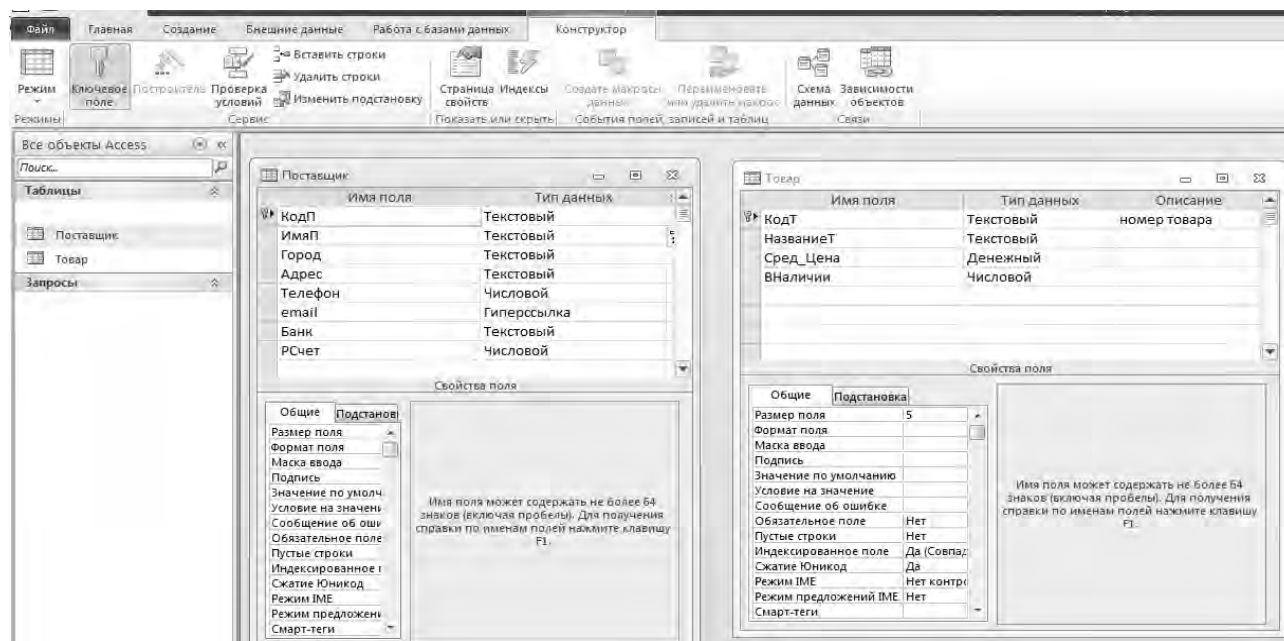 Файл Главная Создание Внешние данные Работа с базами данных Конструктор
Режим
Ключевое поле
Построитель
Проверка условий
Вставить строки
Удалить строки
Изменить подстановку
Страница свойств
Индексы
Создать макросы данных
Переименовать или удалить макрос
Схема данных
Зависимости объектов
Режимы Сервис Показать или скрыть События полей, записей и таблиц Связи
Все объекты Access
Поиск...
Таблицы
Поставщик
Товар
Запросы
Поставщик
Имя поля Тип данных
КодП Текстовый
ИмяП Текстовый
Город Текстовый
Адрес Текстовый
Телефон Числовой
email Гиперссылка
Банк Текстовый
РСчет Числовой
Свойства поля
Общие Подстанов
Размер поля
Формат поля
Маска ввода
Подпись
Значение по умолч
Условие на значени
Сообщение об оши
Обязательное поле
Пустые строки
Индексированное
Сжатие Юникод
Режим IME
Режим предложени
Смарт-теги
Имя поля может содержать не более 64
знаков (включая пробелы). Для получения
справки по именам полей нажмите клавишу
F1.
Товар
Имя поля Тип данных Описание
КодТ Текстовый номер товара
НазваниеТ Текстовый
Сред_Цена Денежный
ВНаличии Числовой
Свойства поля
Общие Подстановка
Размер поля 5
Формат поля
Маска ввода
Подпись
Значение по умолчанию
Условие на значение
Сообщение об ошибке
Обязательное поле Нет
Пустые строки Нет
Индексированное поле Да (Совпад
Сжатие Юникод Да
Режим IME Нет контро
Режим предложений IME Нет
Смарт-теги
Имя поля может содержать не более 64
знаков (включая пробелы). Для получения
справки по именам полей нажмите клавишу
F1.